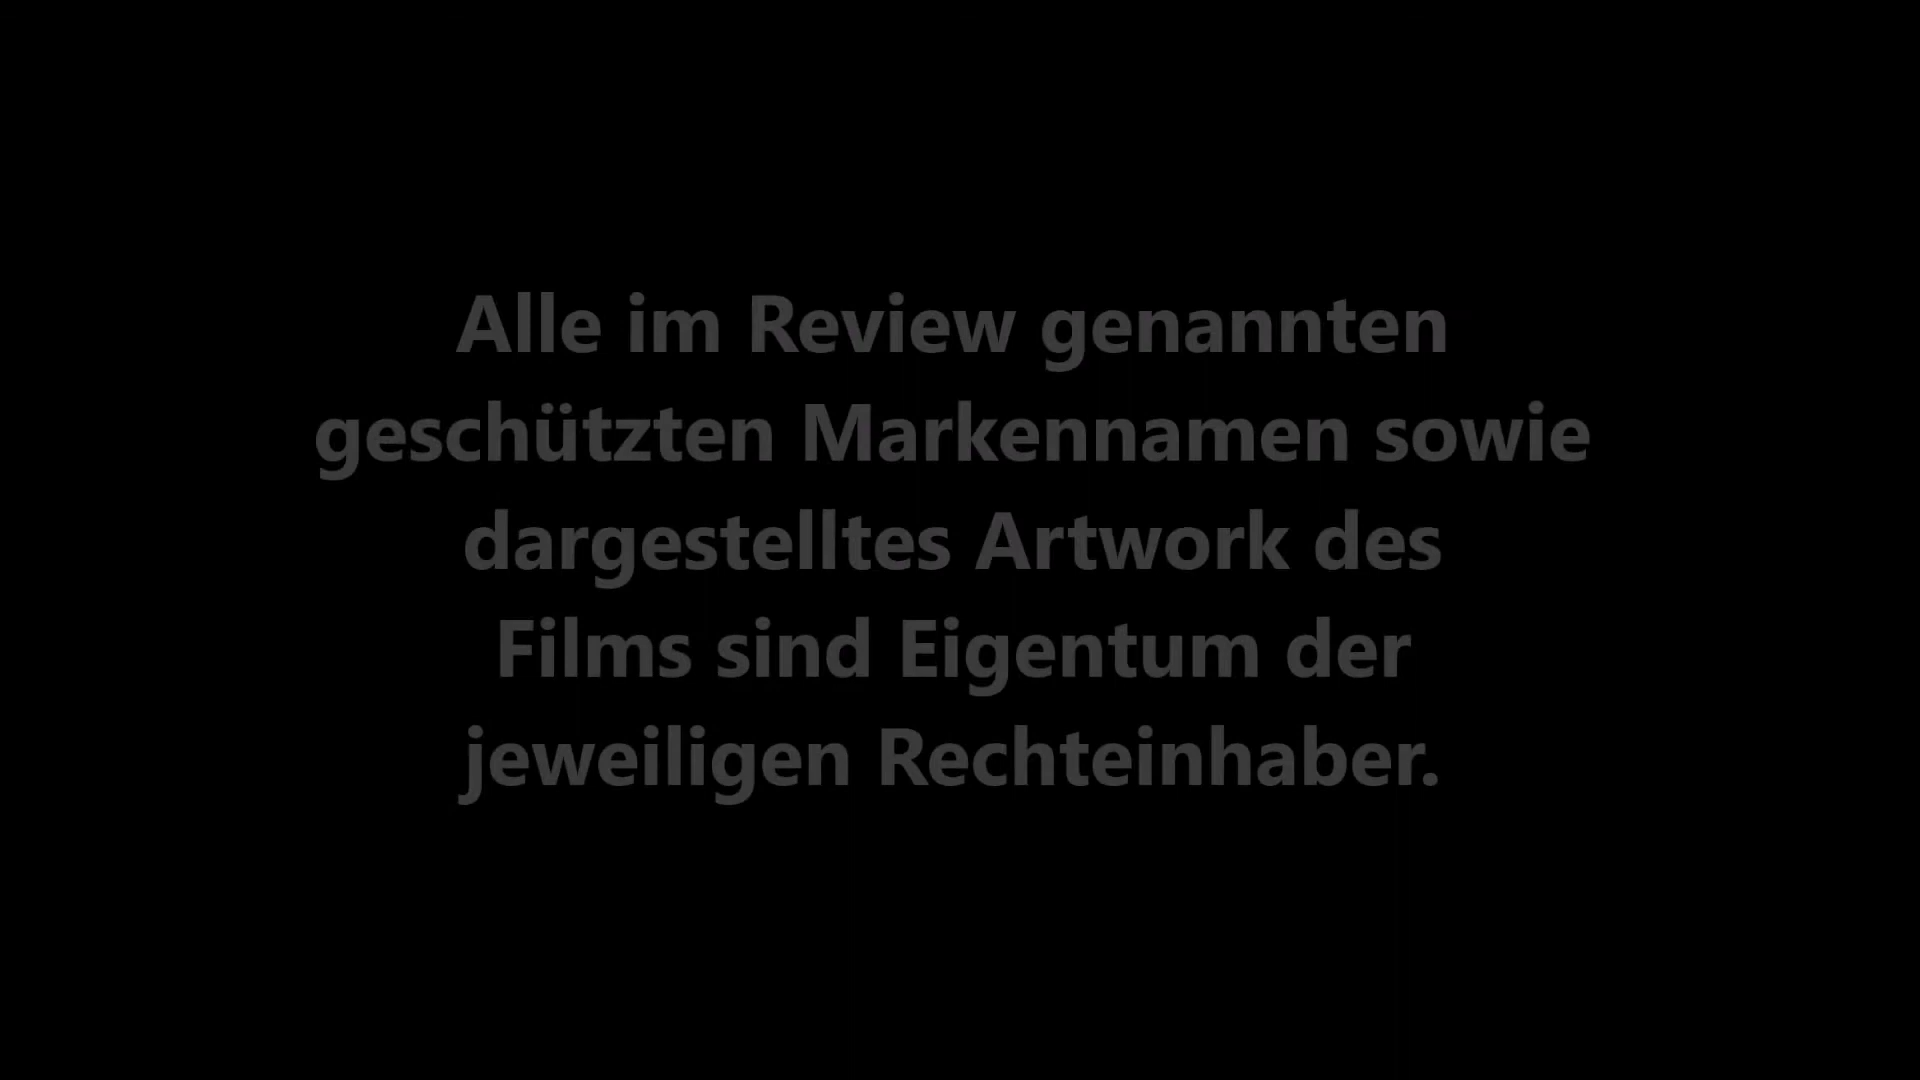 Alle im Review genannten
geschützten Markennamen sowie
dargestelltes Artwork des
Films sind Eigentum der
jeweiligen Rechteinhaber.